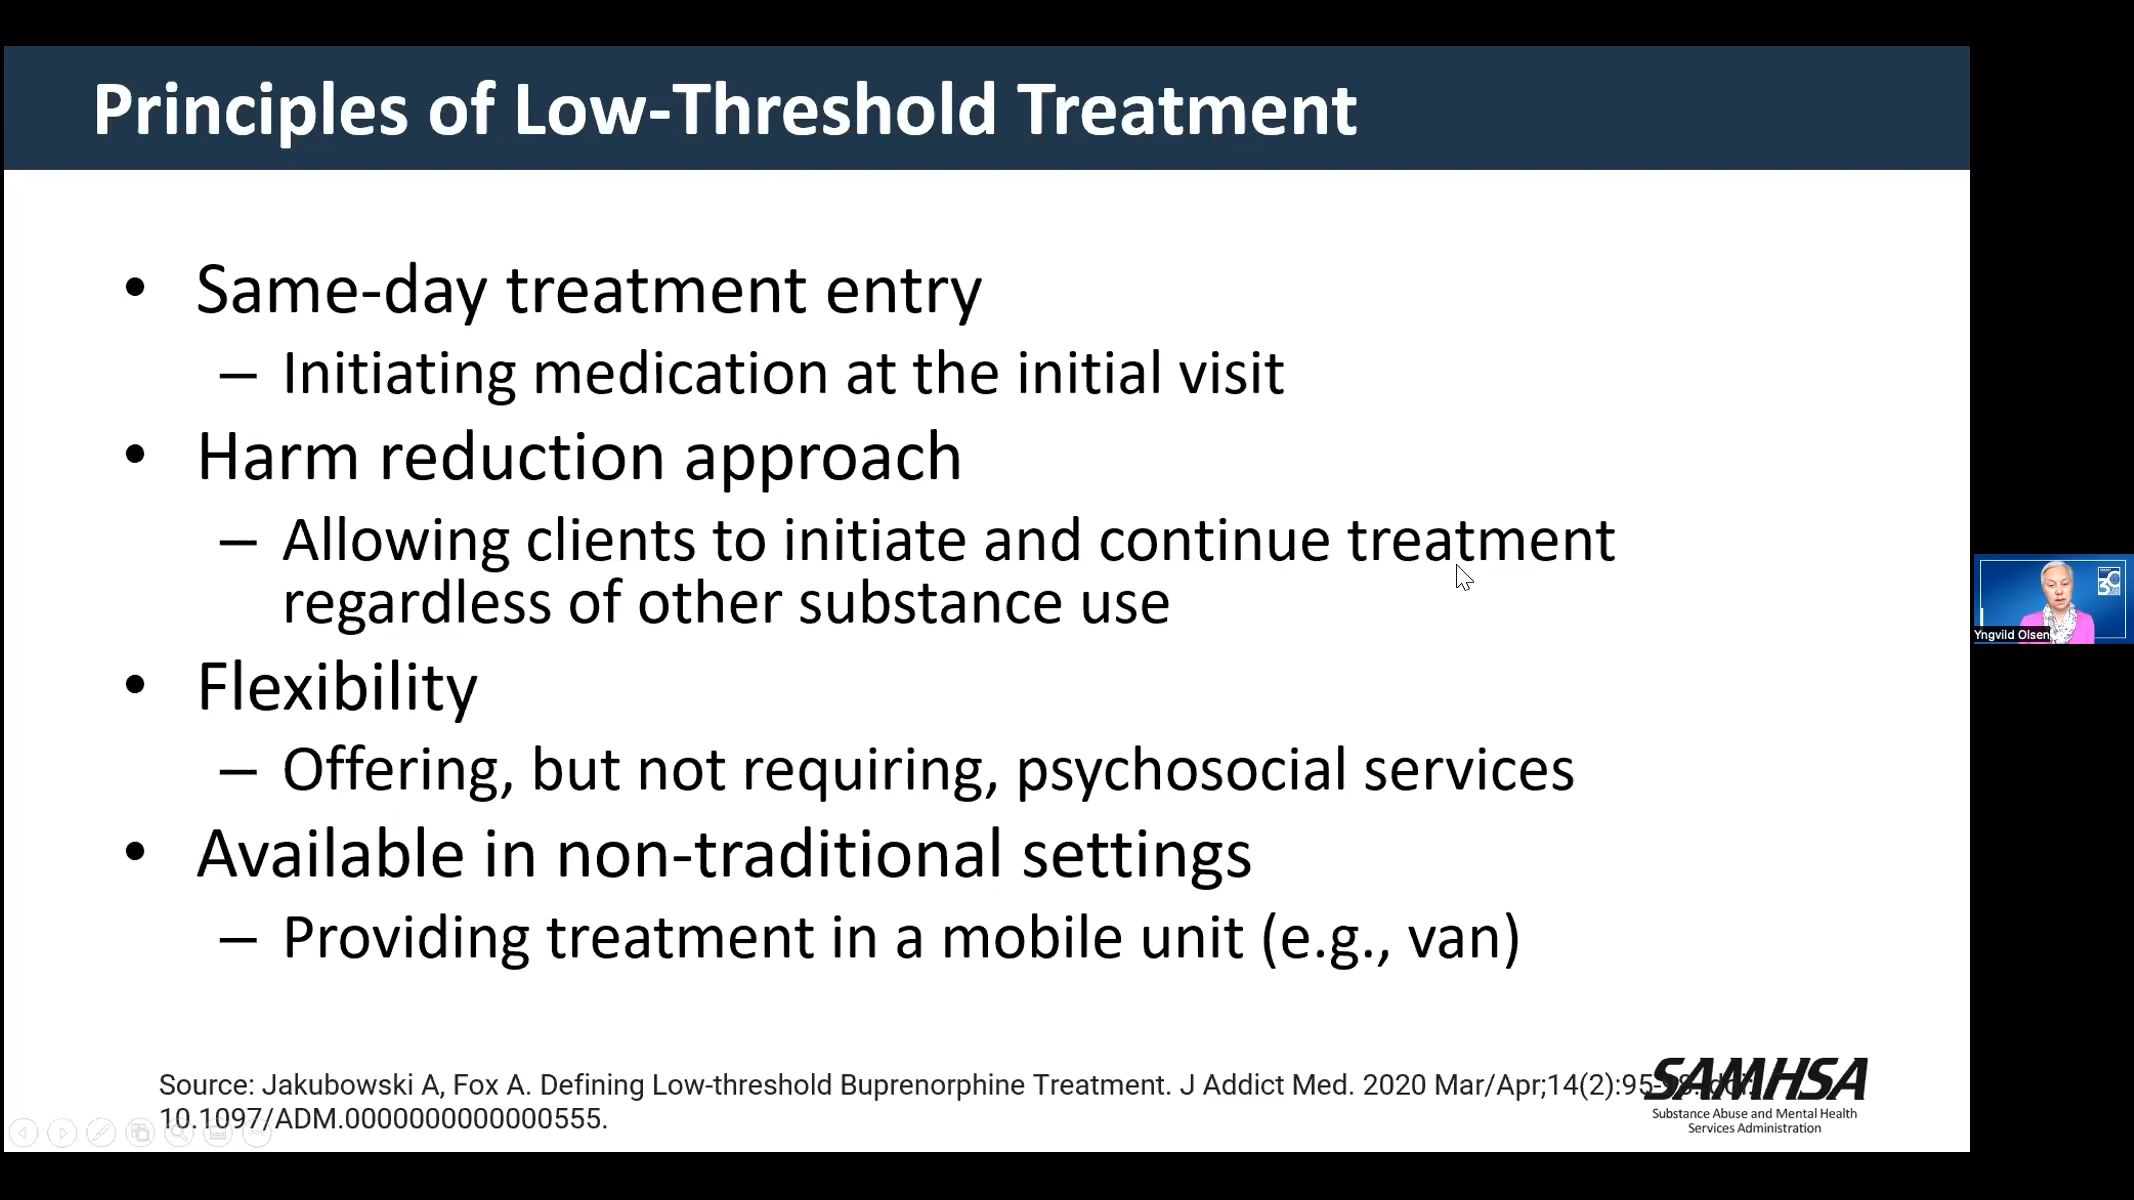 Principles of Low-Threshold Treatment
• Same-day treatment entry
– Initiating medication at the initial visit
• Harm reduction approach
– Allowing clients to initiate and continue treatment
regardless of other substance use
• Flexibility
– Offering, but not requiring, psychosocial services
• Available in non-traditional settings
– Providing treatment in a mobile unit (e.g., van)
Yngvild Olsen
Source: Jakubowski A, Fox A. Defining Low-threshold Buprenorphine Treatment. J Addict Med. 2020 Mar/Apr;14(2):95-98. doi:
10.1097/ADM.0000000000000555.
SAMHSA
Substance Abuse and Mental Health
Services Administration